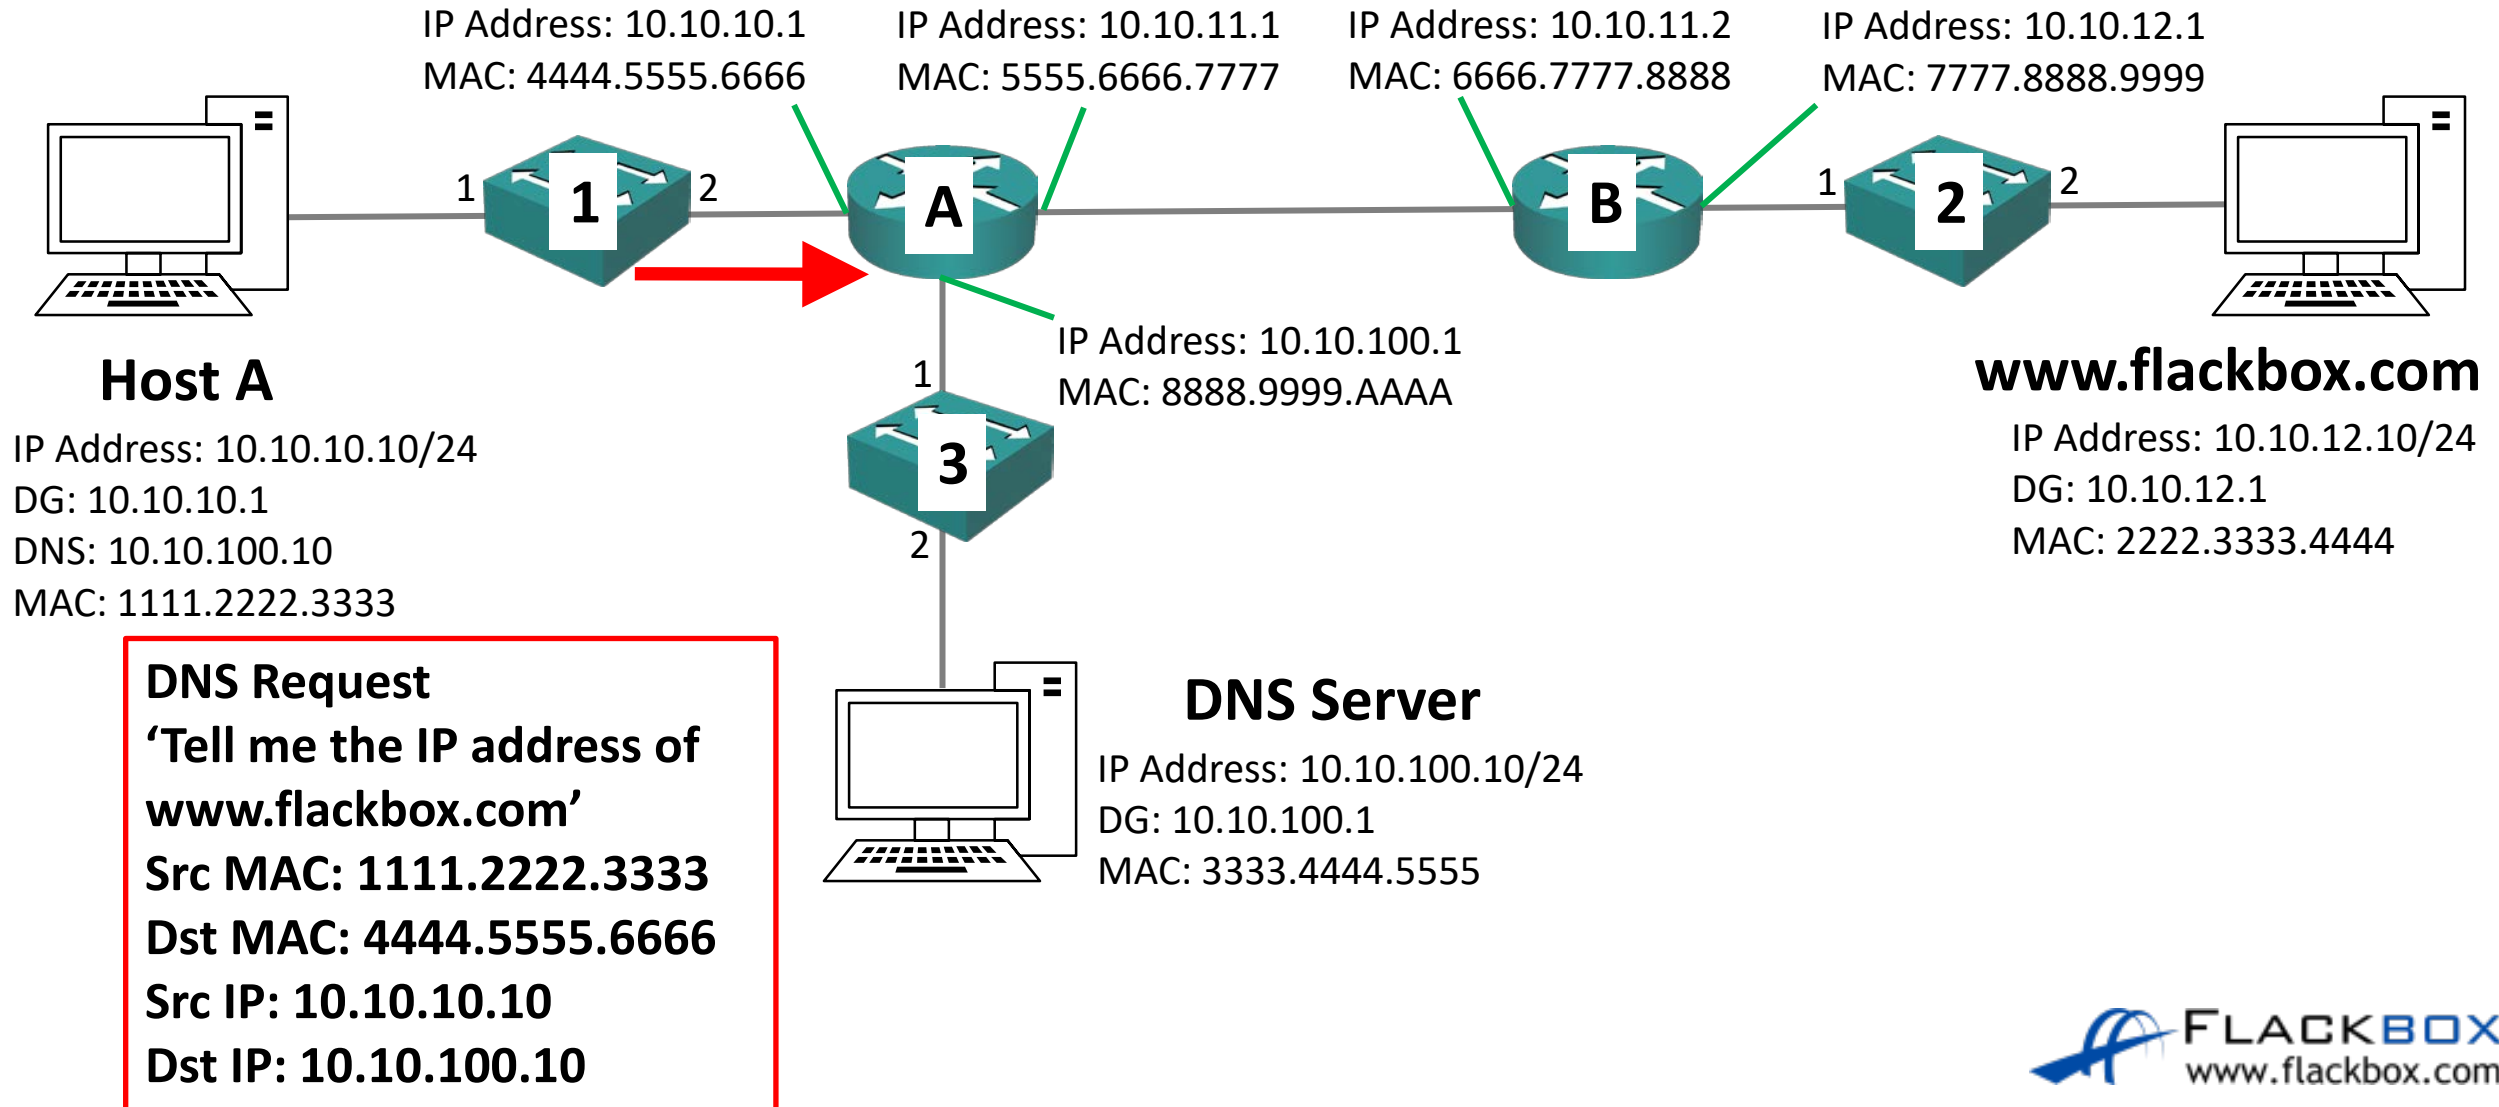 IP Address: 10.10.10.1
MAC: 4444.5555.6666
IP Address: 10.10.11.1
MAC: 5555.6666.7777
IP Address: 10.10.11.2
MAC: 6666.7777.8888
IP Address: 10.10.12.1
MAC: 7777.8888.9999
1
1
2
A
B
1
2
2
Host A
IP Address: 10.10.10.10/24
DG: 10.10.10.1
DNS: 10.10.100.10
MAC: 1111.2222.3333
IP Address: 10.10.100.1
MAC: 8888.9999.AAAA
1
3
2
www.flackbox.com
IP Address: 10.10.12.10/24
DG: 10.10.12.1
MAC: 2222.3333.4444
DNS Request
‘Tell me the IP address of
www.flackbox.com’
Src MAC: 1111.2222.3333
Dst MAC: 4444.5555.6666
Src IP: 10.10.10.10
Dst IP: 10.10.100.10
DNS Server
IP Address: 10.10.100.10/24
DG: 10.10.100.1
MAC: 3333.4444.5555
FLACKBOX
www.flackbox.com